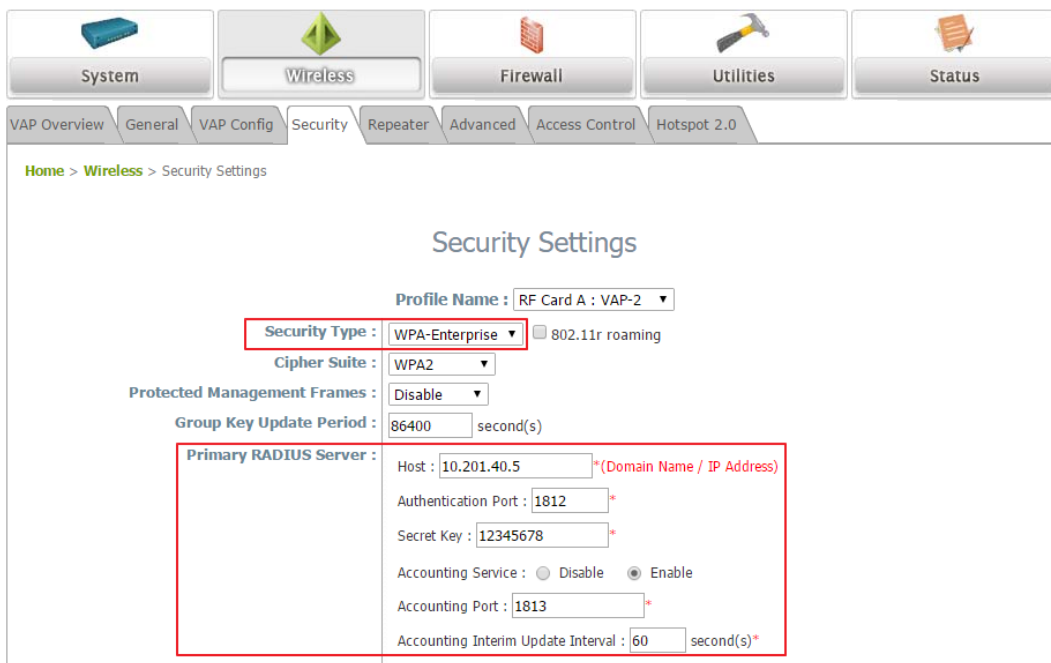 System Wireless Firewall Utilities Status
VAP Overview General VAP Config Security Repeater Advanced Access Control Hotspot 2.0
Home > Wireless > Security Settings
Security Settings
Profile Name : RF Card A : VAP-2
Security Type : WPA-Enterprise 802.11r roaming
Cipher Suite : WPA2
Protected Management Frames : Disable
Group Key Update Period : 86400 second(s)
Primary RADIUS Server :
Host : 10.201.40.5 *(Domain Name / IP Address)
Authentication Port : 1812 *
Secret Key : 12345678 *
Accounting Service : Disable Enable
Accounting Port : 1813 *
Accounting Interim Update Interval : 60 second(s)*